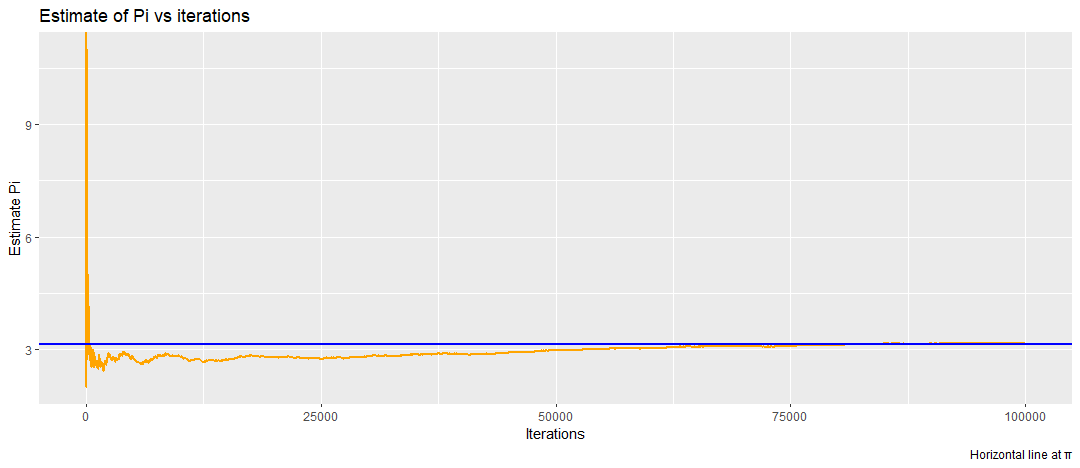 Estimate of Pi vs iterations
9
6
3
Estimate Pi
0 25000 50000 75000 100000
Iterations
Horizontal line at π